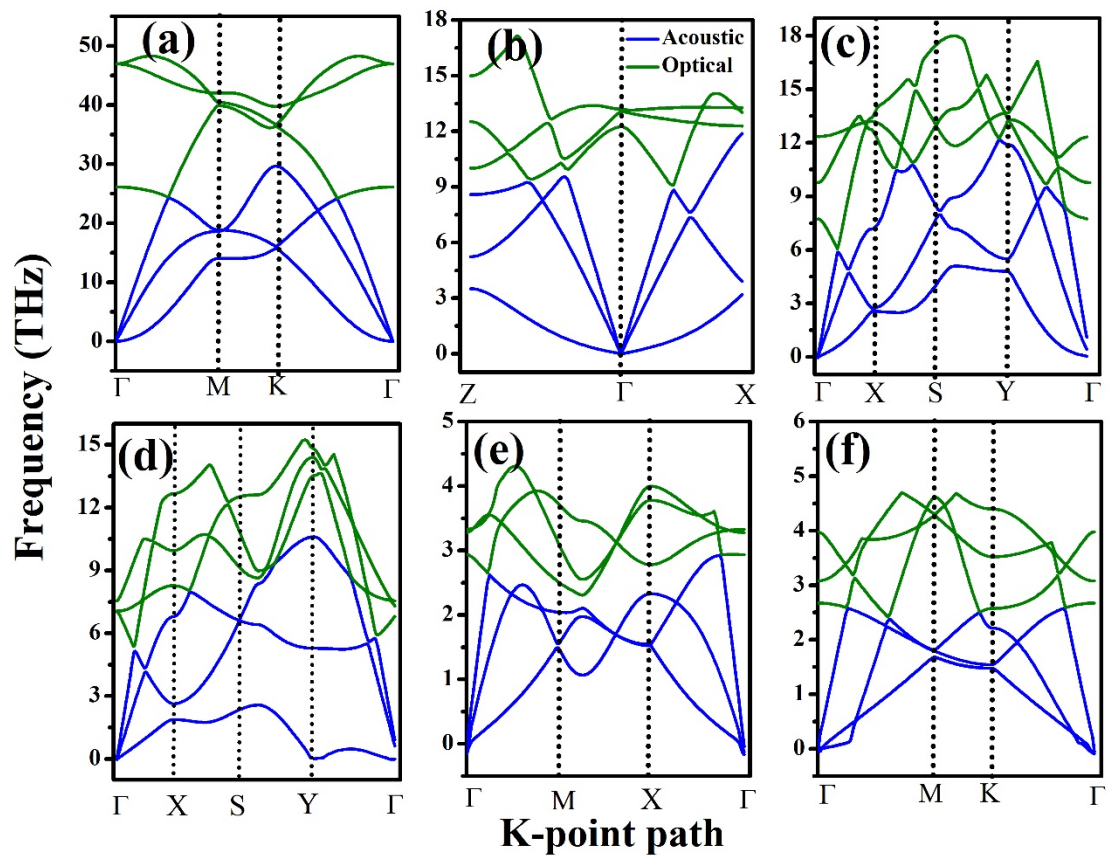 Frequency (THz)
(a)
50
40
30
20
10
0
Γ M K Γ
(b)
Acoustic
Optical
18
15
12
9
6
3
0
Z Γ X
(c)
18
15
12
9
6
3
0
Γ X S Y Γ
(d)
15
12
9
6
3
0
Γ X S Y Γ
(e)
5
4
3
2
1
0
Γ M X Γ
(f)
6
5
4
3
2
1
0
Γ M K Γ
K-point path